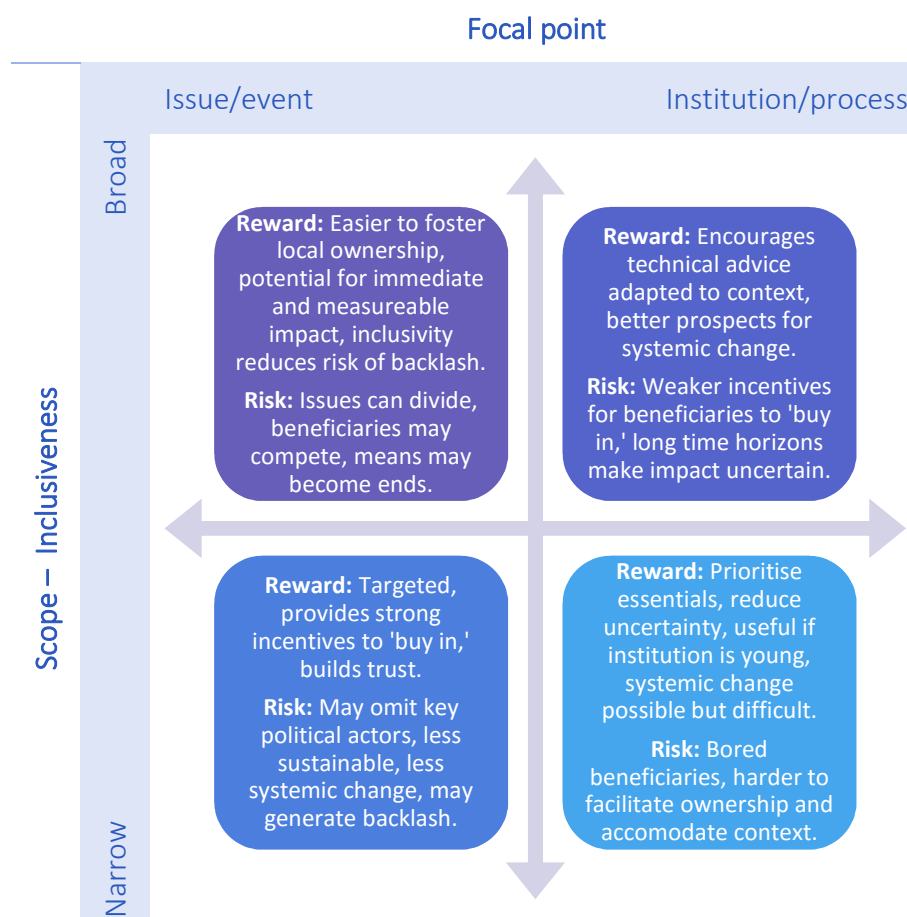 Focal point
Issue/event
Institution/process
Scope – Inclusiveness
Broad
Narrow
Reward: Easier to foster
local ownership,
potential for immediate
and measureable
impact, inclusivity
reduces risk of backlash.
Risk: Issues can divide,
beneficiaries may
compete, means may
become ends.
Reward: Encourages
technical advice
adapted to context,
better prospects for
systemic change.
Risk: Weaker incentives
for beneficiaries to 'buy
in,' long time horizons
make impact uncertain.
Reward: Targeted,
provides strong
incentives to 'buy in,'
builds trust.
Risk: May omit key
political actors, less
sustainable, less
systemic change, may
generate backlash.
Reward: Prioritise
essentials, reduce
uncertainty, useful if
institution is young,
systemic change
possible but difficult.
Risk: Bored
beneficiaries, harder to
facilitate ownership and
accomodate context.